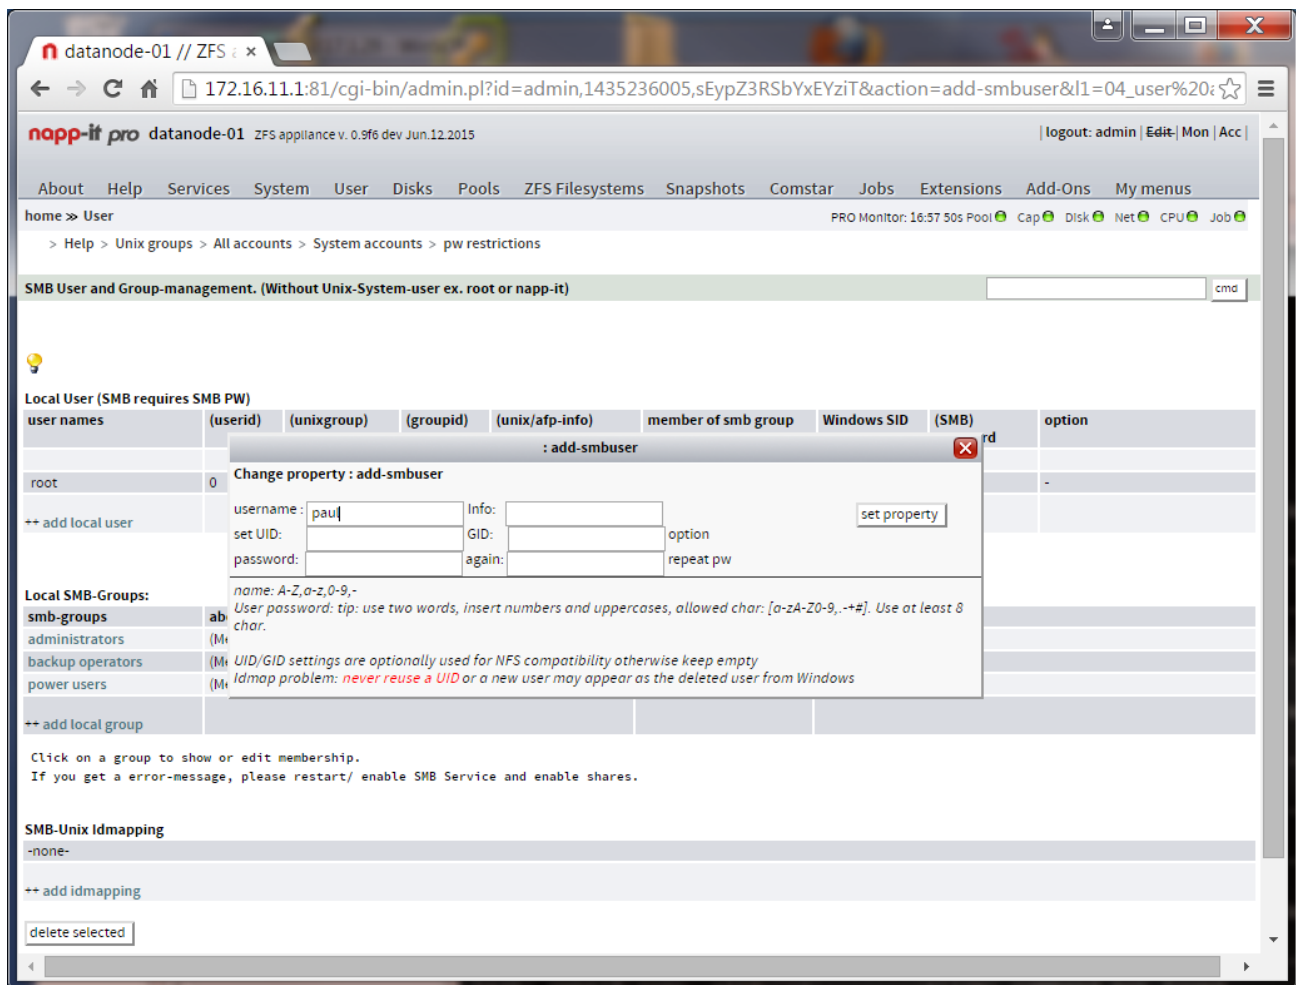 datanode-01 // ZFS a
172.16.11.1:81/cgi-bin/admin.pl?id=admin,1435236005,sEypZ3RSbYxEYziT&action=add-smbuser&l1=04_user%20a
napp-it pro datanode-01 ZFS appliance v. 0.9f6 dev Jun.12.2015
| logout: admin | Edit | Mon | Acc |
About Help Services System User Disks Pools ZFS Filesystems Snapshots Comstar Jobs Extensions Add-Ons My menus
home ≫ User
PRO Monitor: 16:57 50s Pool Cap Disk Net CPU Job
> Help > Unix groups > All accounts > System accounts > pw restrictions
SMB User and Group-management. (Without Unix-System-user ex. root or napp-it)
cmd
Local User (SMB requires SMB PW)
user names (userid) (unixgroup) (groupid) (unix/afp-info) member of smb group Windows SID (SMB) option
rd
: add-smbuser
Change property : add-smbuser
root 0 -
username : paul Info: set property
++ add local user
set UID: GID: option
password: again: repeat pw
name: A-Z,a-z,0-9,-
User password: tip: use two words, insert numbers and uppercases, allowed char: [a-zA-Z0-9,.-+#]. Use at least 8
char.
UID/GID settings are optionally used for NFS compatibility otherwise keep empty
Idmap problem: never reuse a UID or a new user may appear as the deleted user from Windows
Local SMB-Groups:
smb-groups ab
administrators (Me
backup operators (Me
power users (Me
++ add local group
Click on a group to show or edit membership.
If you get a error-message, please restart/ enable SMB Service and enable shares.
SMB-Unix Idmapping
-none-
++ add idmapping
delete selected